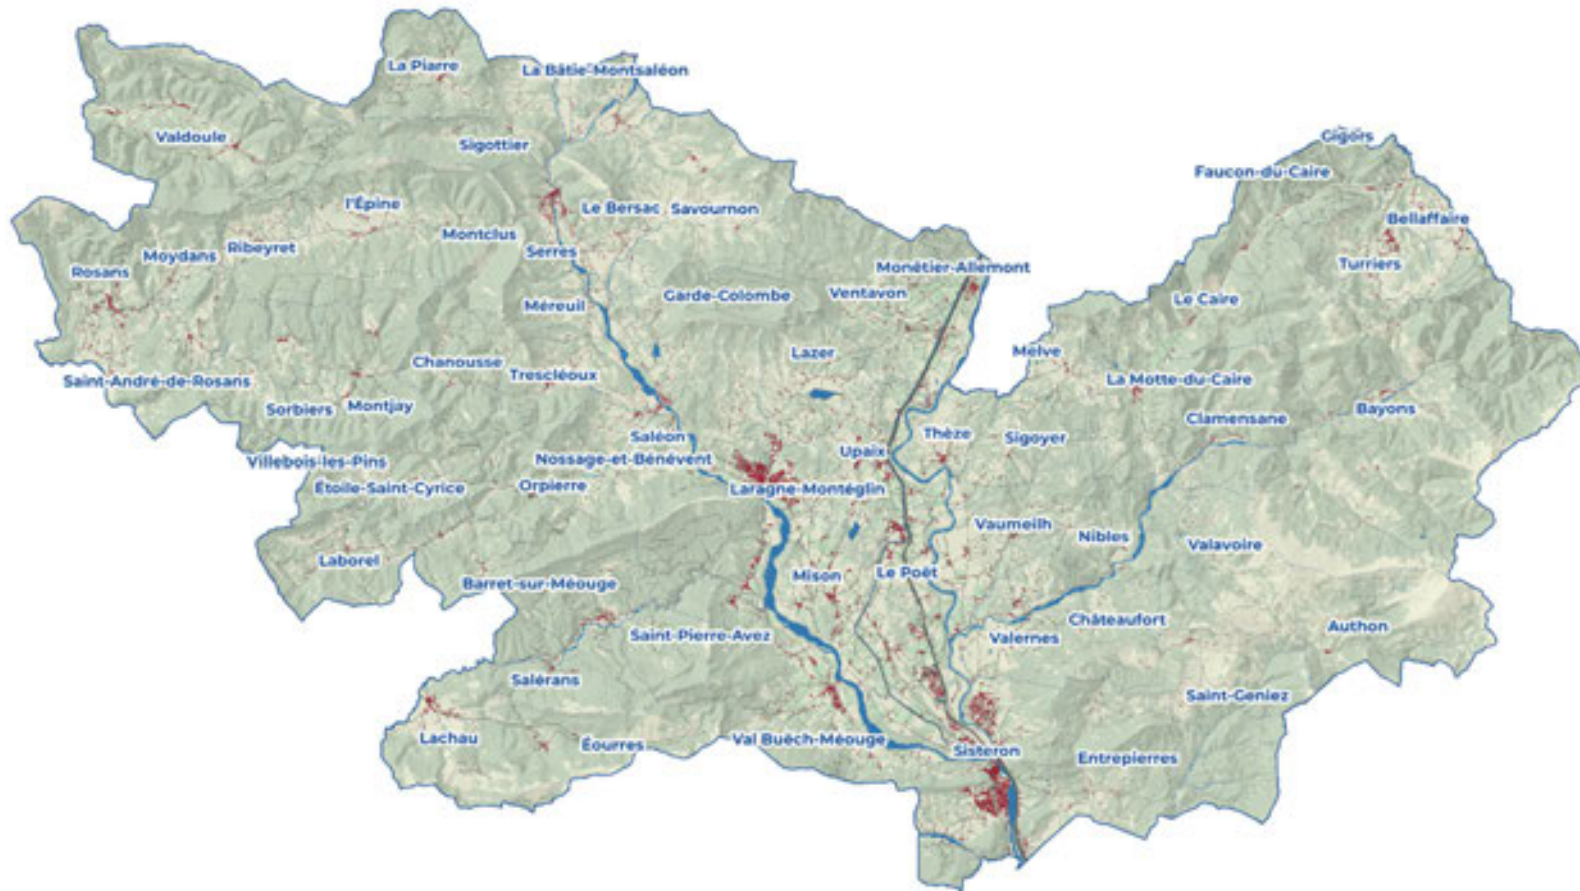 La Piarre
La Bâtie-Montsaléon
Valdoule
Sigottier
Gigors
Faucon-du-Caire
l'Épine
Le Bersac
Savournon
Bellaffaire
Montclus
Ribeyret
Moydans
Serres
Rosans
Monêtier-Allemont
Turriers
Méreuil
Garde-Colombe
Ventavon
Le Caire
Lazer
Melve
Chanousse
Trescléoux
Saint-André-de-Rosans
La Motte-du-Caire
Sorbiers
Montjay
Bayons
Clamensane
Saléon
Thèze
Sigoyer
Upaix
Villebois-les-Pins
Nossage-et-Bénévent
Étoile-Saint-Cyrice
Orpierre
Laragne-Montéglin
Vaumeilh
Nibles
Valavoire
Laborel
Barret-sur-Méouge
Mison
Le Poët
Saint-Pierre-Avez
Valernes
Châteaufort
Authon
Salérans
Saint-Geniez
Lachau
Éourres
Val Buëch-Méouge
Sisteron
Entrepierres